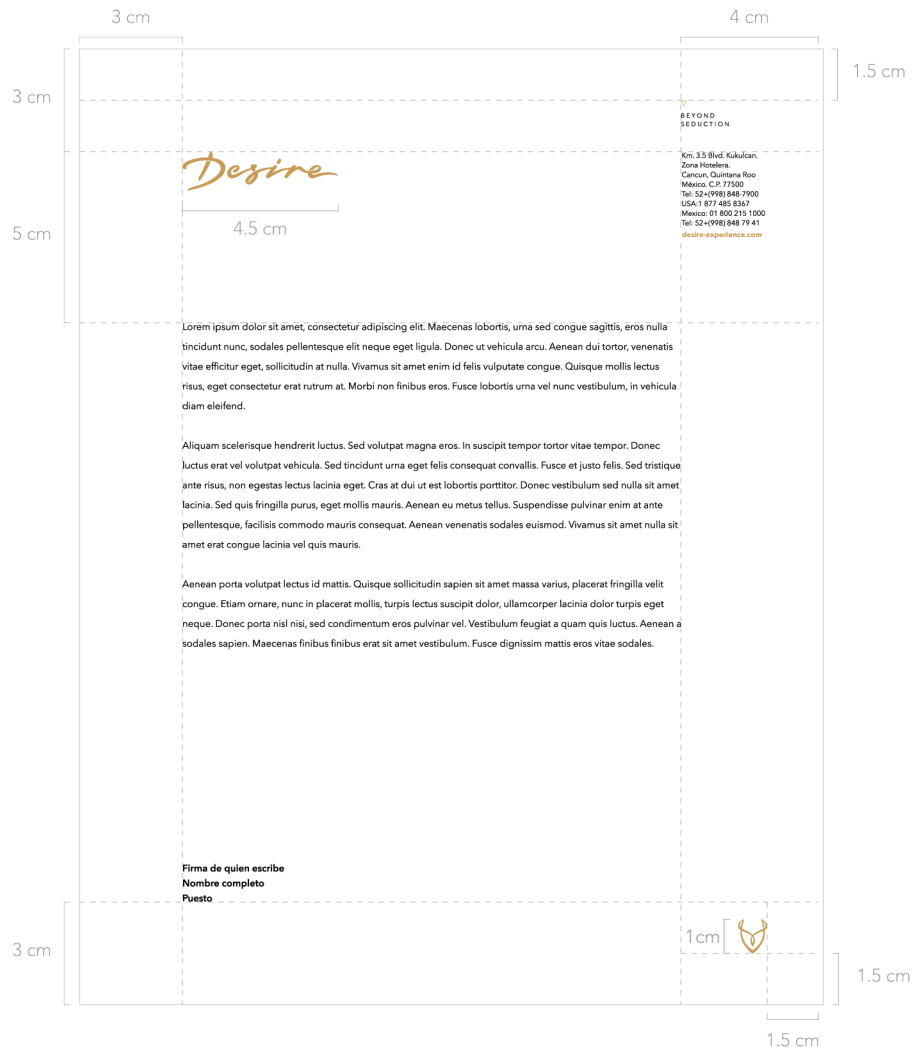 3 cm
4 cm
1.5 cm
3 cm
BEYOND
SEDUCTION
Desire
Km. 3.5 Blvd. Kukulcan.
Zona Hotelera.
Cancun, Quintana Roo
México. C.P. 77500
Tel: 52+(998) 848-7900
USA:1 877 485 8367
Mexico: 01 800 215 1000
Tel: 52+(998) 848 79 41
desire-experience.com
4.5 cm
5 cm
Lorem ipsum dolor sit amet, consectetur adipiscing elit. Maecenas lobortis, urna sed congue sagittis, eros nulla
tincidunt nunc, sodales pellentesque elit neque eget ligula. Donec ut vehicula arcu. Aenean dui tortor, venenatis
vitae efficitur eget, sollicitudin at nulla. Vivamus sit amet enim id felis vulputate congue. Quisque mollis lectus
risus, eget consectetur erat rutrum at. Morbi non finibus eros. Fusce lobortis urna vel nunc vestibulum, in vehicula
diam eleifend.
Aliquam scelerisque hendrerit luctus. Sed volutpat magna eros. In suscipit tempor tortor vitae tempor. Donec
luctus erat vel volutpat vehicula. Sed tincidunt urna eget felis consequat convallis. Fusce et justo felis. Sed tristique
ante risus, non egestas lectus lacinia eget. Cras at dui ut est lobortis porttitor. Donec vestibulum sed nulla sit amet
lacinia. Sed quis fringilla purus, eget mollis mauris. Aenean eu metus tellus. Suspendisse pulvinar enim at ante
pellentesque, facilisis commodo mauris consequat. Aenean venenatis sodales euismod. Vivamus sit amet nulla sit
amet erat congue lacinia vel quis mauris.
Aenean porta volutpat lectus id mattis. Quisque sollicitudin sapien sit amet massa varius, placerat fringilla velit
congue. Etiam ornare, nunc in placerat mollis, turpis lectus suscipit dolor, ullamcorper lacinia dolor turpis eget
neque. Donec porta nisl nisi, sed condimentum eros pulvinar vel. Vestibulum feugiat a quam quis luctus. Aenean a
sodales sapien. Maecenas finibus finibus erat sit amet vestibulum. Fusce dignissim mattis eros vitae sodales.
Firma de quien escribe
Nombre completo
Puesto
1cm
3 cm
1.5 cm
1.5 cm